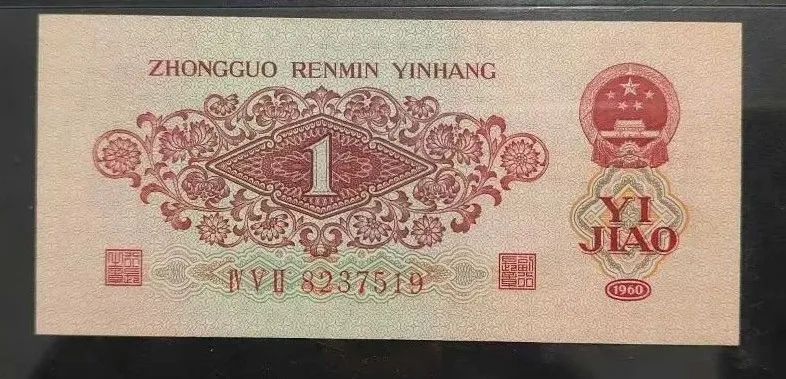 ZHONGGUO RENMIN YINHANG
1
YI
JIAO
Ⅳ Ⅴ Ⅱ 8237519
1960